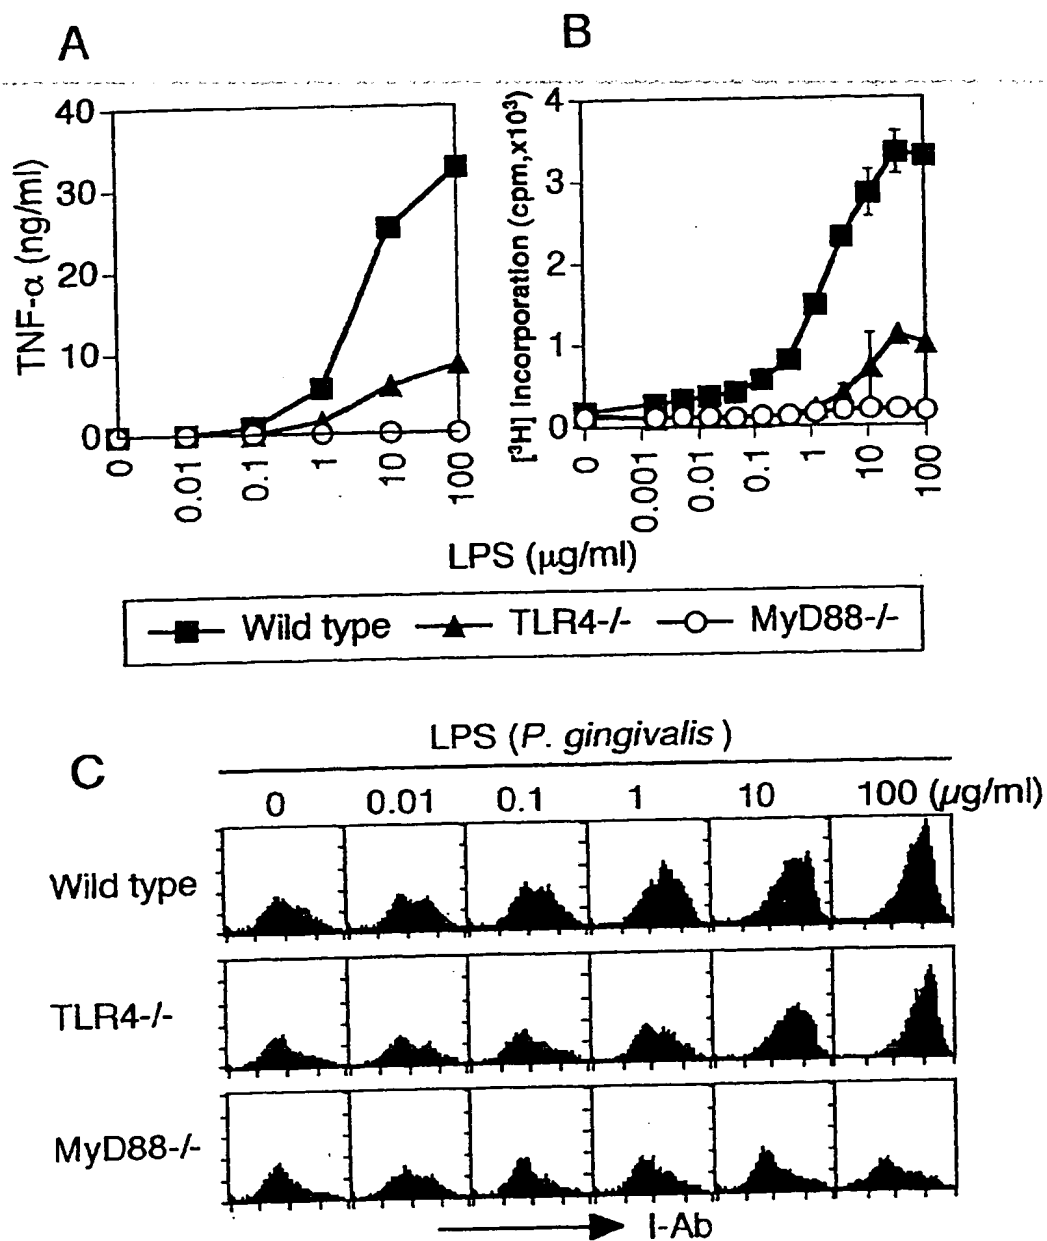 A
B
TNF-α (ng/ml)
40
30
20
10
0
0
0.01
0.1
1
10
100
[³H] Incorporation (cpm,x10³)
4
3
2
1
0
0
0.001
0.01
0.1
1
10
100
LPS (μg/ml)
Wild type TLR4-/- MyD88-/-
C
LPS (P. gingivalis )
0 0.01 0.1 1 10 100 (μg/ml)
Wild type
TLR4-/-
MyD88-/-
I-Ab